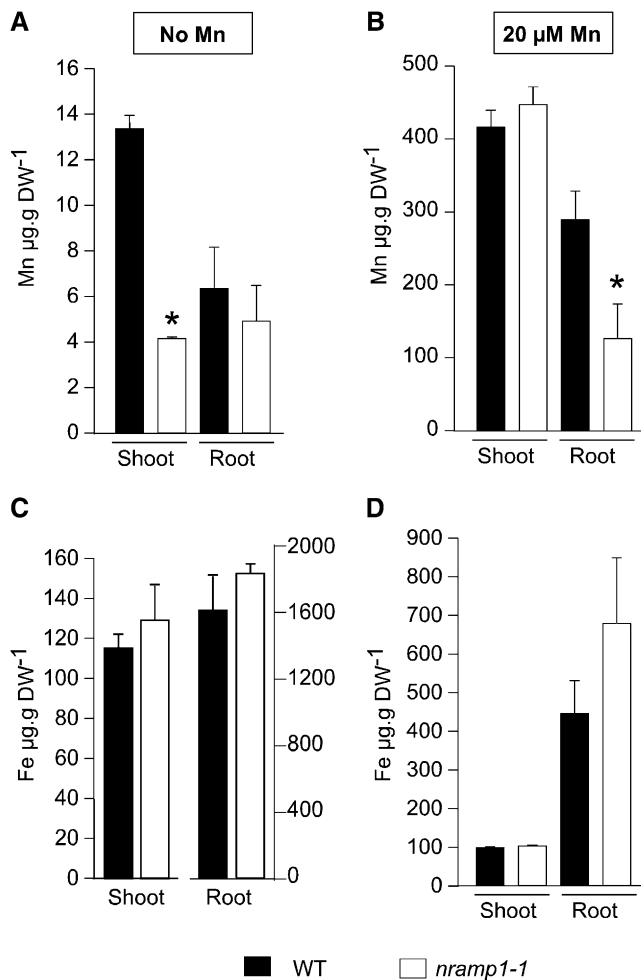 A
No Mn
Mn µg.g DW-1
16
14
12
10
8
6
4
2
0
*
Shoot
Root
B
20 µM Mn
Mn µg.g DW-1
500
400
300
200
100
0
*
Shoot
Root
C
Fe µg.g DW-1
160
140
120
100
80
60
40
20
0
2000
1600
1200
800
400
0
Shoot
Root
D
Fe µg.g DW-1
900
800
700
600
500
400
300
200
100
0
Shoot
Root
WT
nramp1-1